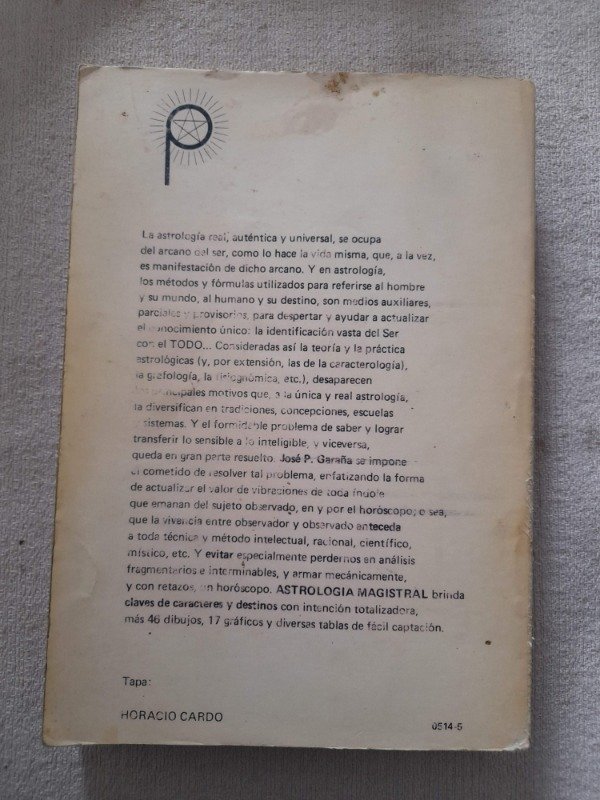 La astrología real, auténtica y universal, se ocupa
del arcano del ser, como lo hace la vida misma, que, a la vez,
es manifestación de dicho arcano. Y en astrología,
los métodos y fórmulas utilizados para referirse al hombre
y su mundo, al humano y su destino, son medios auxiliares,
parciales y provisorios, para despertar y ayudar a actualizar
el conocimiento único: la identificación vasta del Ser
con el TODO... Consideradas así la teoría y la práctica
astrológicas (y, por extensión, las de la caracterología),
la grafología, la fisiognómica, etc.), desaparecen
los principales motivos que, a la única y real astrología,
la diversifican en tradiciones, concepciones, escuelas
y sistemas. Y el formidable problema de saber y lograr
transferir lo sensible a lo inteligible, y viceversa,
queda en gran parte resuelto. José P. Garaña se impone
el cometido de resolver tal problema, enfatizando la forma
de actualizar el valor de vibraciones de toda índole
que emanan del sujeto observado, en y por el horóscopo; o sea,
que la vivencia entre observador y observado anteceda
a toda técnica y método intelectual, racional, científico,
místico, etc. Y evitar especialmente perdernos en análisis
fragmentarios e interminables, y armar mecánicamente,
y con retazos, un horóscopo. ASTROLOGIA MAGISTRAL brinda
claves de caracteres y destinos con intención totalizadora,
más 46 dibujos, 17 gráficos y diversas tablas de fácil captación.
Tapa:
HORACIO CARDO
0514-5